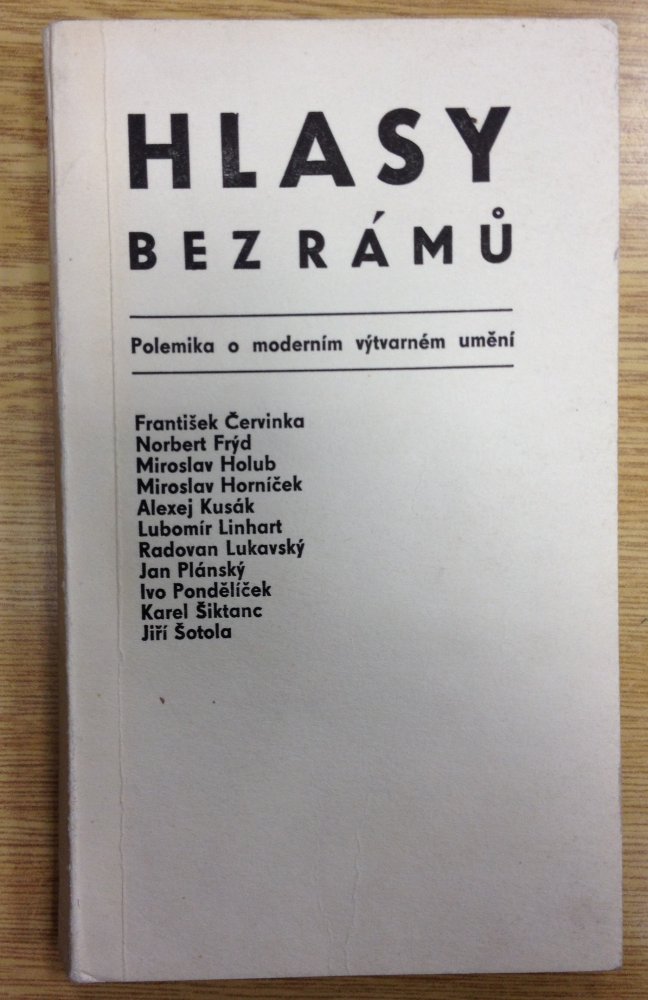 HLASY
BEZ RÁMŮ
Polemika o moderním výtvarném umění
František Červinka
Norbert Frýd
Miroslav Holub
Miroslav Horníček
Alexej Kusák
Lubomír Linhart
Radovan Lukavský
Jan Plánský
Ivo Pondělíček
Karel Šiktanc
Jiří Šotola